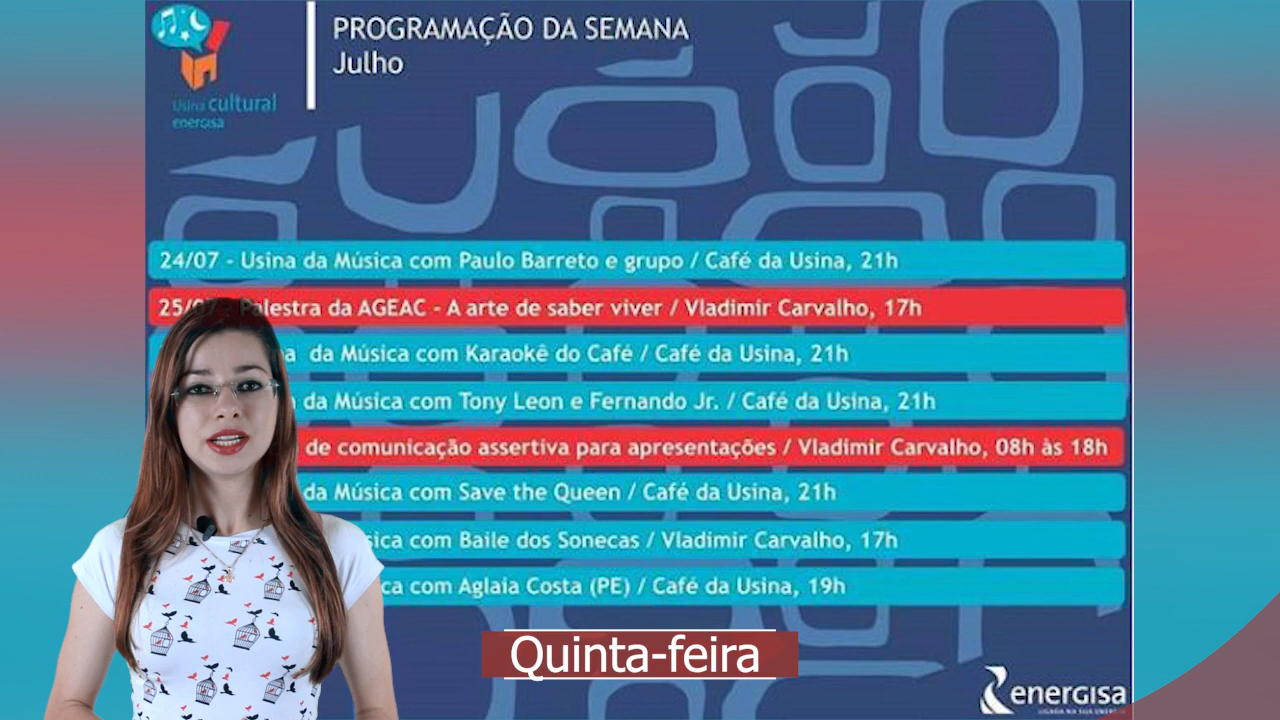 PROGRAMAÇÃO DA SEMANA
Julho
Usina cultural
energisa
24/07 - Usina da Música com Paulo Barreto e grupo / Café da Usina, 21h
25/07 - Palestra da AGEAC - A arte de saber viver / Vladimir Carvalho, 17h
da Música com Karaokê do Café / Café da Usina, 21h
da Música com Tony Leon e Fernando Jr. / Café da Usina, 21h
de comunicação assertiva para apresentações / Vladimir Carvalho, 08h às 18h
da Música com Save the Queen / Café da Usina, 21h
com Baile dos Sonecas / Vladimir Carvalho, 17h
com Aglaia Costa (PE) / Café da Usina, 19h
Quinta-feira
energisa